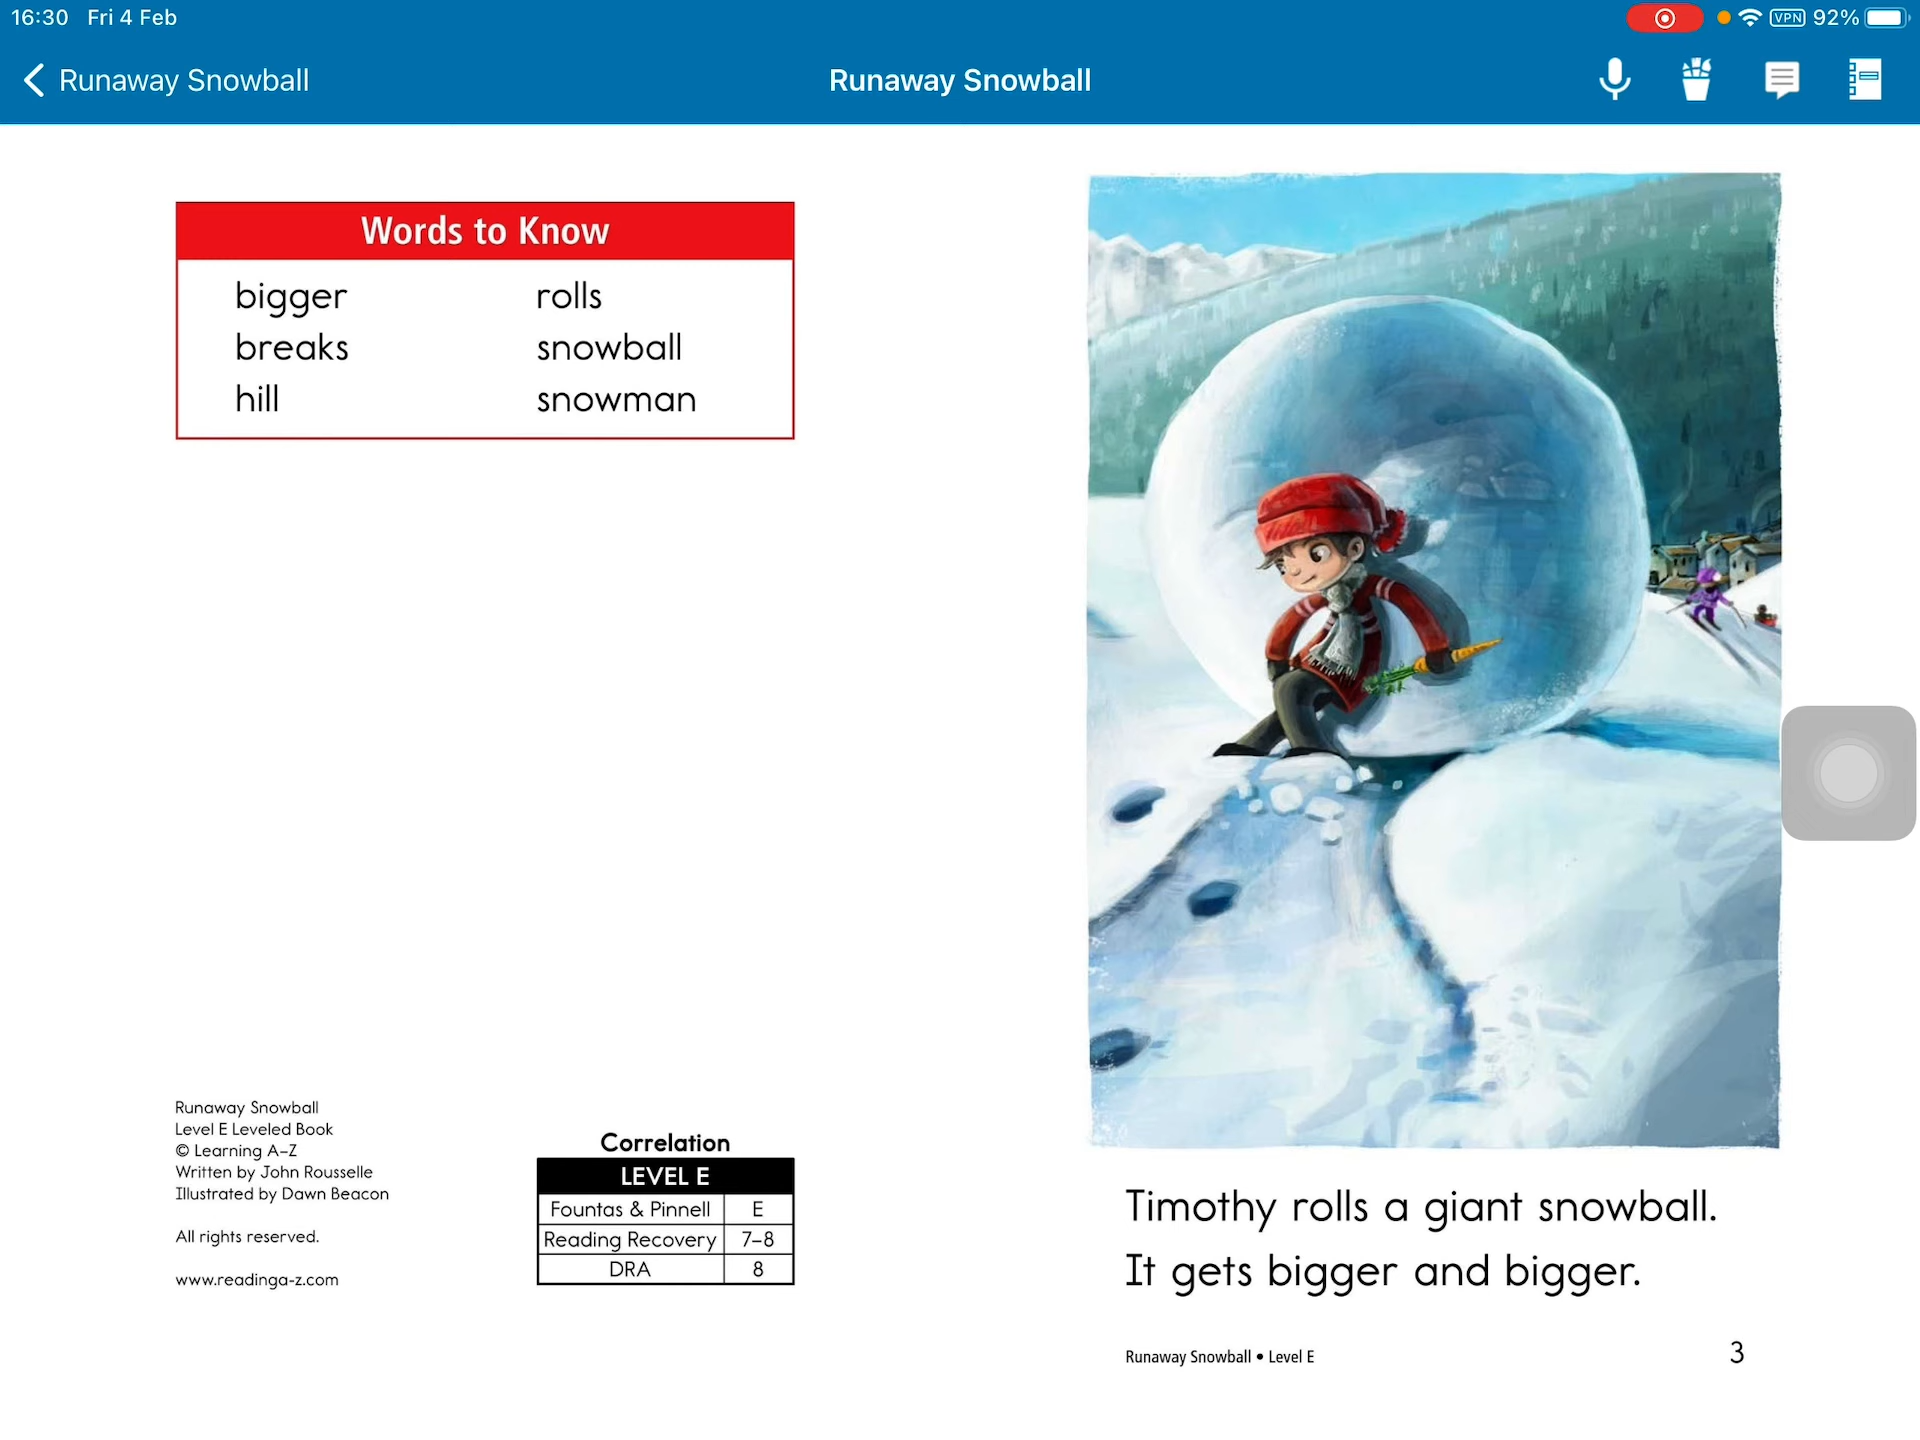 16:30 Fri 4 Feb
VPN 92%
Runaway Snowball
Runaway Snowball
Words to Know
bigger
breaks
hill
rolls
snowball
snowman
Runaway Snowball
Level E Leveled Book
© Learning A–Z
Written by John Rousselle
Illustrated by Dawn Beacon
All rights reserved.
www.readinga-z.com
Correlation
LEVEL E
Fountas & Pinnell E
Reading Recovery 7–8
DRA 8
Timothy rolls a giant snowball.
It gets bigger and bigger.
Runaway Snowball • Level E
3